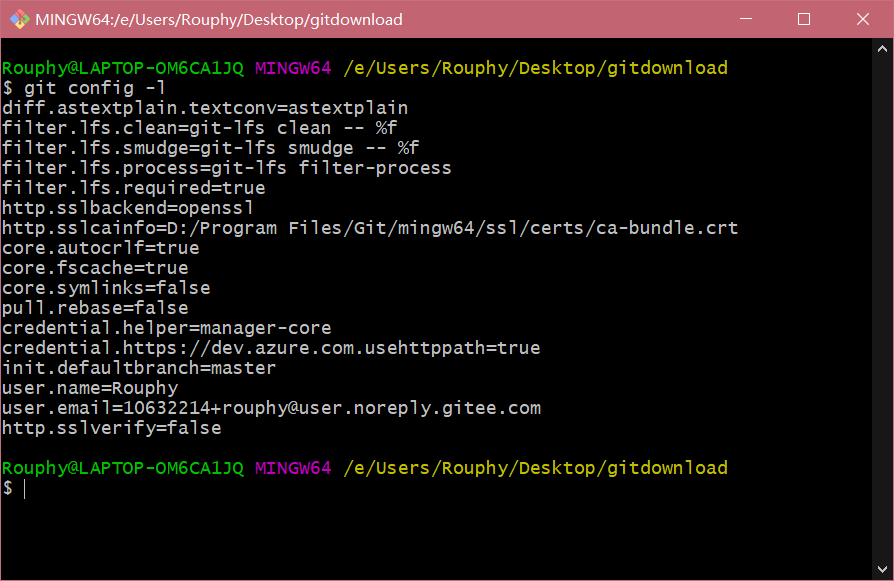 MINGW64:/e/Users/Rouphy/Desktop/gitdownload
Rouphy@LAPTOP-OM6CA1JQ MINGW64 /e/Users/Rouphy/Desktop/gitdownload
$ git config -l
diff.astextplain.textconv=astextplain
filter.lfs.clean=git-lfs clean -- %f
filter.lfs.smudge=git-lfs smudge -- %f
filter.lfs.process=git-lfs filter-process
filter.lfs.required=true
http.sslbackend=openssl
http.sslcainfo=D:/Program Files/Git/mingw64/ssl/certs/ca-bundle.crt
core.autocrlf=true
core.fscache=true
core.symlinks=false
pull.rebase=false
credential.helper=manager-core
credential.https://dev.azure.com.usehttppath=true
init.defaultbranch=master
user.name=Rouphy
user.email=10632214+rouphy@user.noreply.gitee.com
http.sslverify=false
Rouphy@LAPTOP-OM6CA1JQ MINGW64 /e/Users/Rouphy/Desktop/gitdownload
$